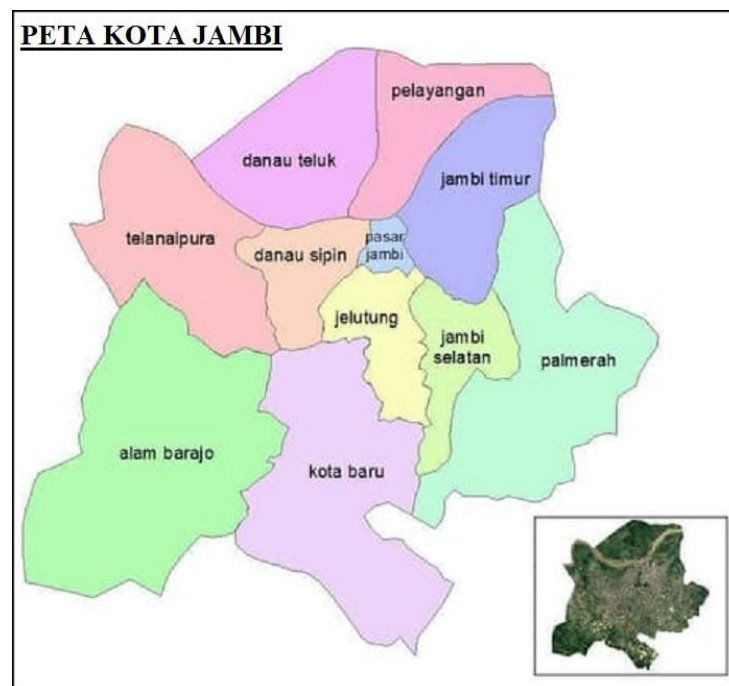 PETA KOTA JAMBI
pelayangan
danau teluk
jambi timur
telanaipura
danau sipin
pasar
jambi
jelutung
jambi
selatan
palmerah
alam barajo
kota baru